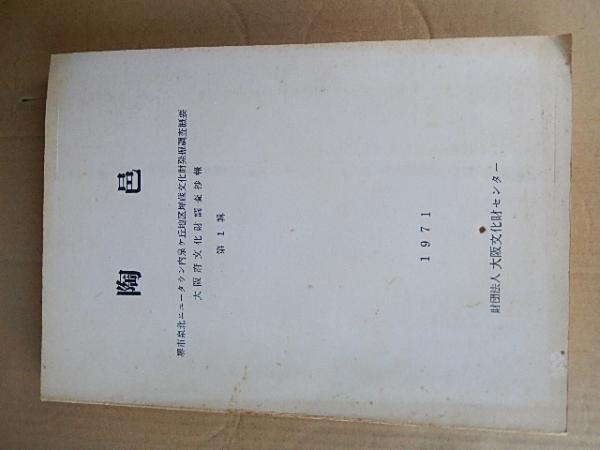 陶邑
堺市泉北ニュータウン内泉ケ丘地区埋蔵文化財発掘調査概要
大阪府文化財調査抄報
第1輯
1971
財団法人 大阪文化財センター